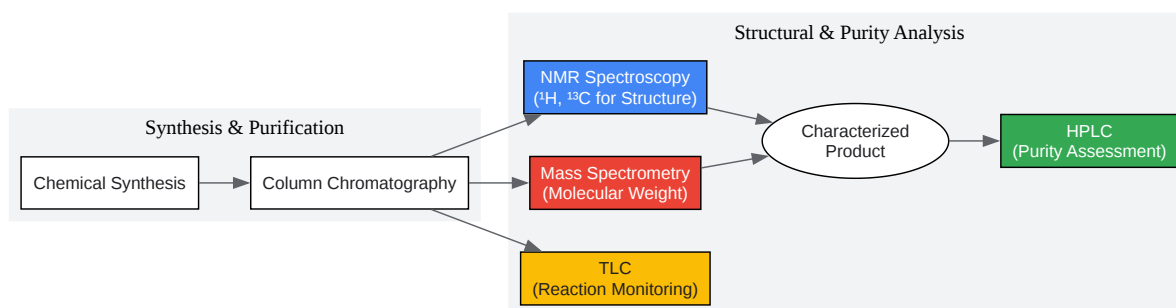 Structural & Purity Analysis
NMR Spectroscopy
(¹H, ¹³C for Structure)
Synthesis & Purification
Characterized
Product
HPLC
(Purity Assessment)
Chemical Synthesis
Column Chromatography
Mass Spectrometry
(Molecular Weight)
TLC
(Reaction Monitoring)